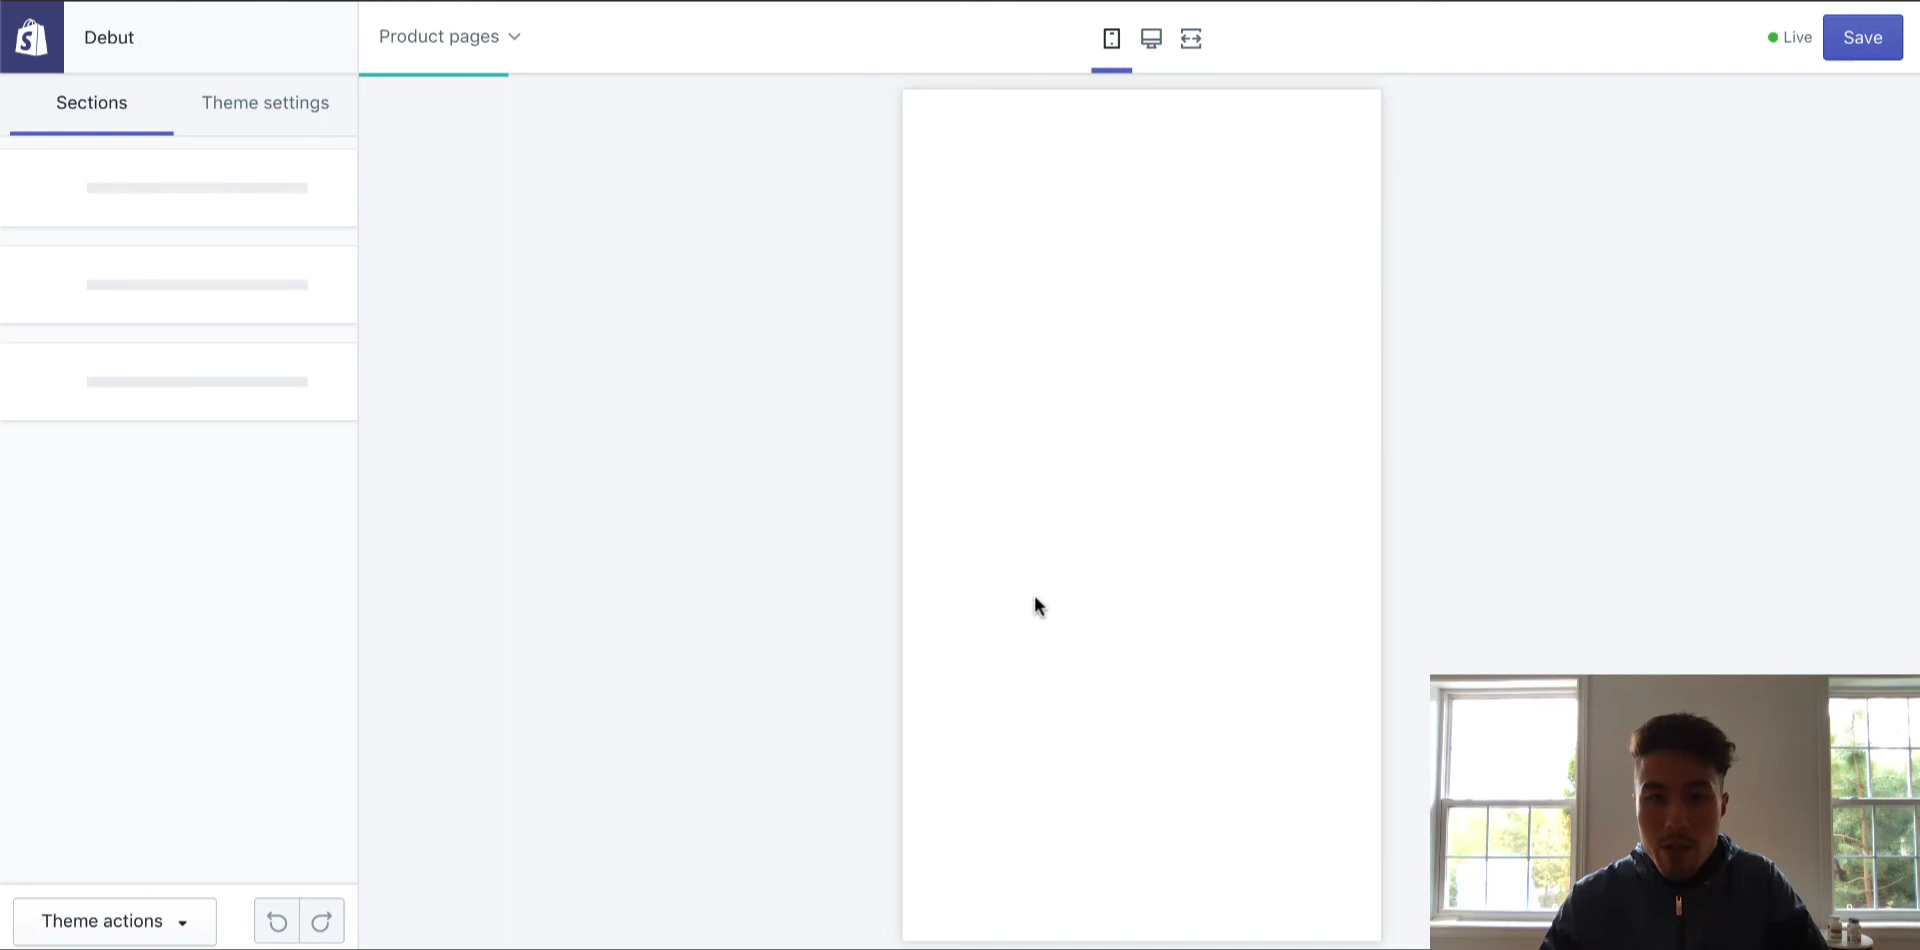 Debut
Product pages
Live
Save
Sections
Theme settings
Theme actions